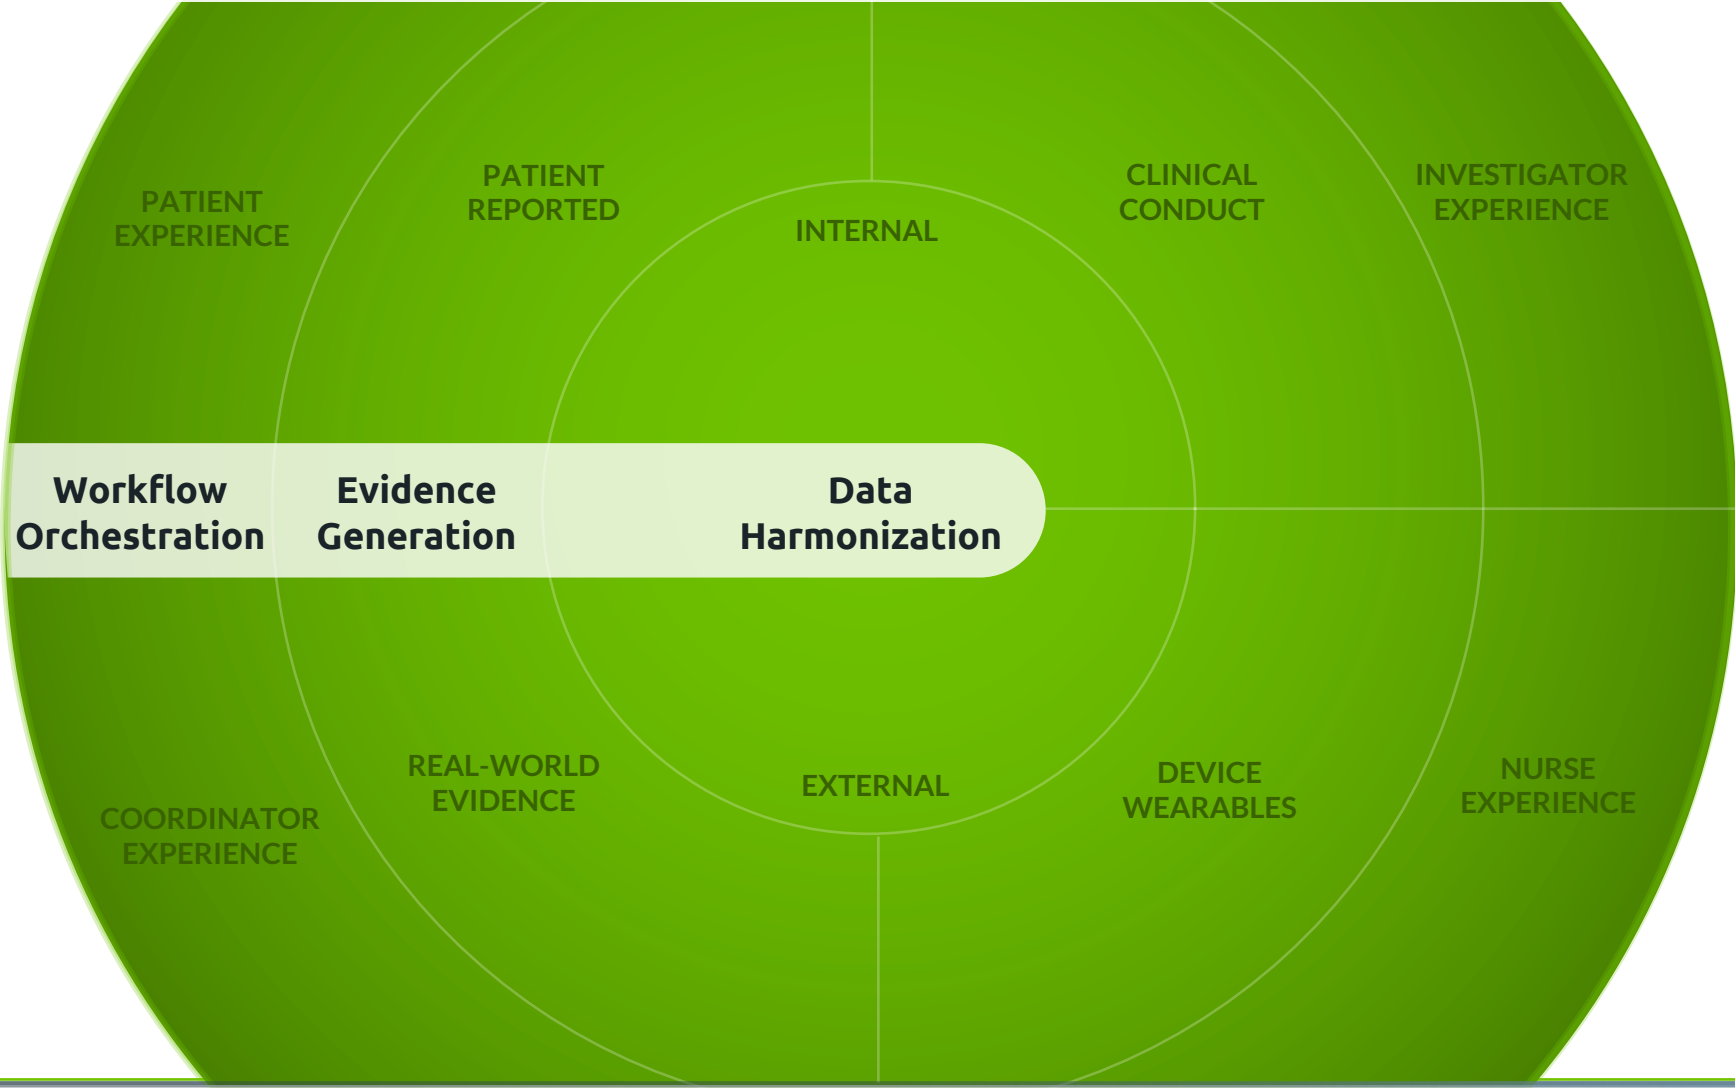 PATIENT
EXPERIENCE
PATIENT
REPORTED
INTERNAL
CLINICAL
CONDUCT
INVESTIGATOR
EXPERIENCE
Workflow
Orchestration
Evidence
Generation
Data
Harmonization
COORDINATOR
EXPERIENCE
REAL-WORLD
EVIDENCE
EXTERNAL
DEVICE
WEARABLES
NURSE
EXPERIENCE